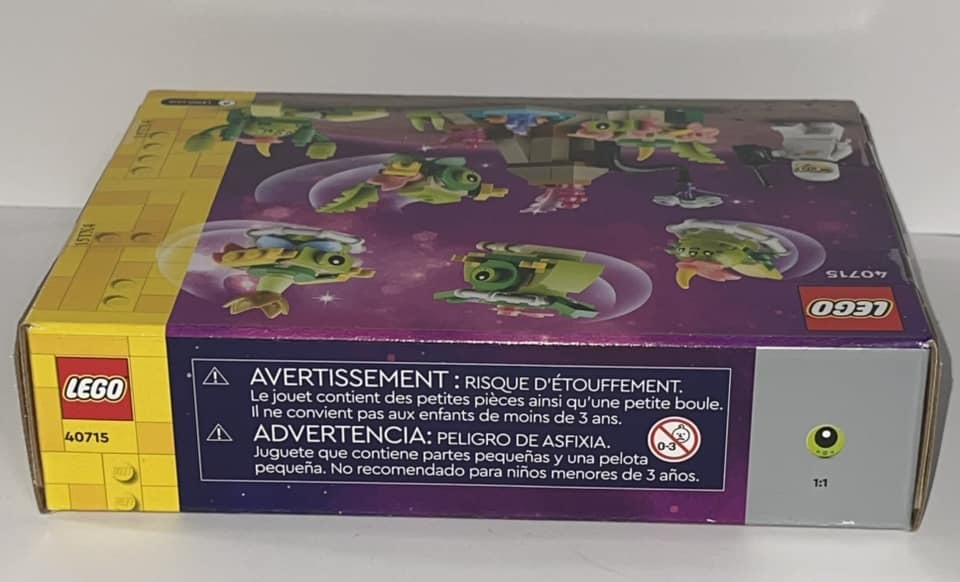 40715
LEGO
LEGO
40715
AVERTISSEMENT : RISQUE D'ÉTOUFFEMENT.
Le jouet contient des petites pièces ainsi qu'une petite boule.
Il ne convient pas aux enfants de moins de 3 ans.
ADVERTENCIA: PELIGRO DE ASFIXIA.
Juguete que contiene partes pequeñas y una pelota
pequeña. No recomendado para niños menores de 3 años.
0-3
1:1